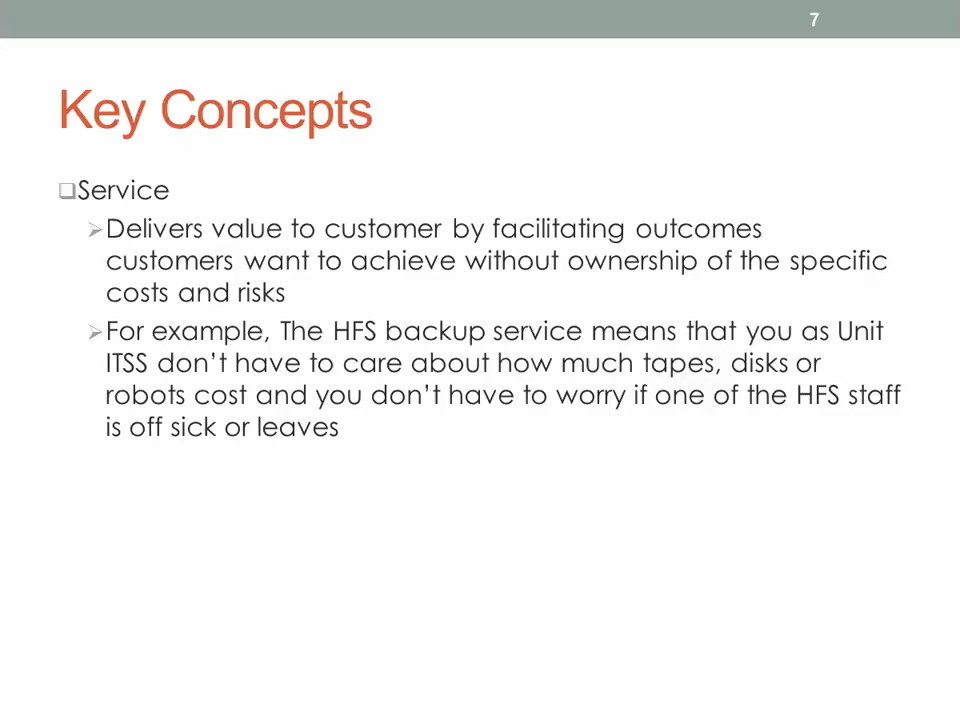 7
Key Concepts
❑Service
➢Delivers value to customer by facilitating outcomes
customers want to achieve without ownership of the specific
costs and risks
➢For example, The HFS backup service means that you as Unit
ITSS don’t have to care about how much tapes, disks or
robots cost and you don’t have to worry if one of the HFS staff
is off sick or leaves